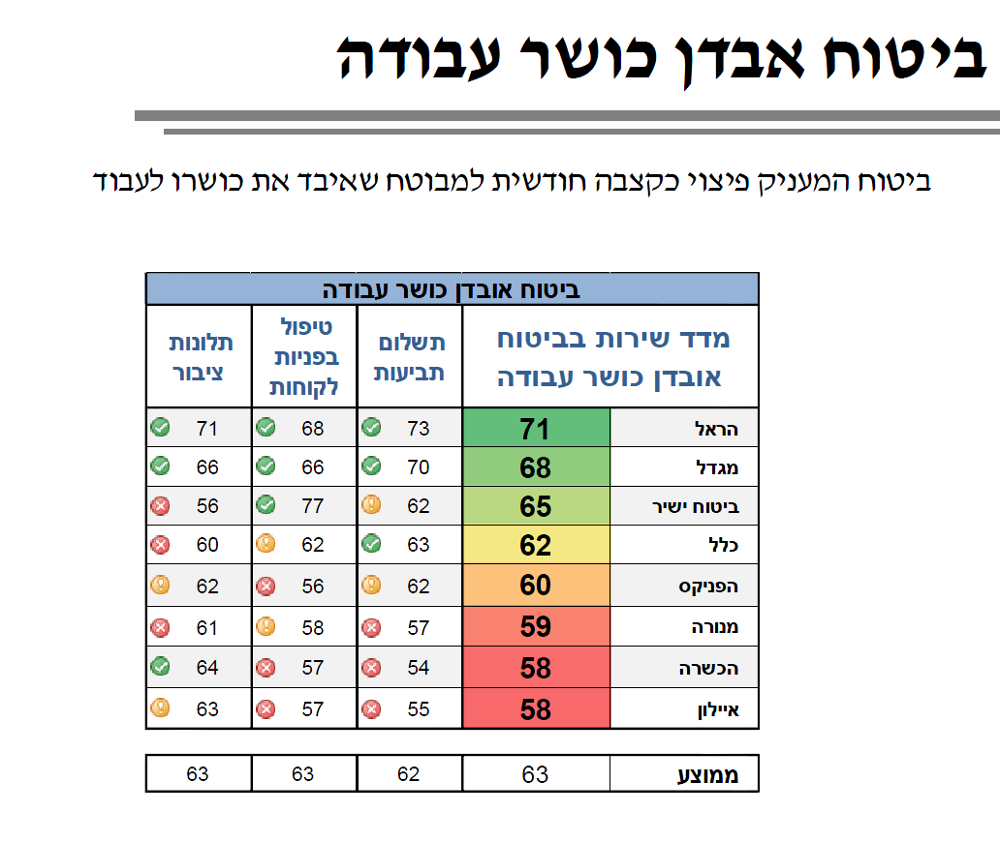 ביטוח אבדן כושר עבודה
ביטוח המעניק פיצוי כקצבה חודשית למבוטח שאיבד את כושרו לעבוד
ביטוח אובדן כושר עבודה
מדד שירות בביטוח
אובדן כושר עבודה
תשלום
תביעות
טיפול
בפניות
לקוחות
תלונות
ציבור
הראל 71 73 68 71
מגדל 68 70 66 66
ביטוח ישיר 65 62 77 56
כלל 62 63 62 60
הפניקס 60 62 56 62
מנורה 59 57 58 61
הכשרה 58 54 57 64
איילון 58 55 57 63
ממוצע 63 62 63 63